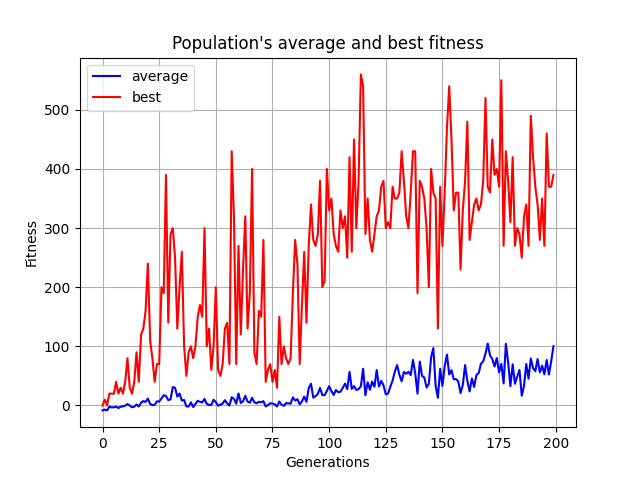 Population's average and best fitness
average
best
Fitness
500
400
300
200
100
0
0 25 50 75 100 125 150 175 200
Generations